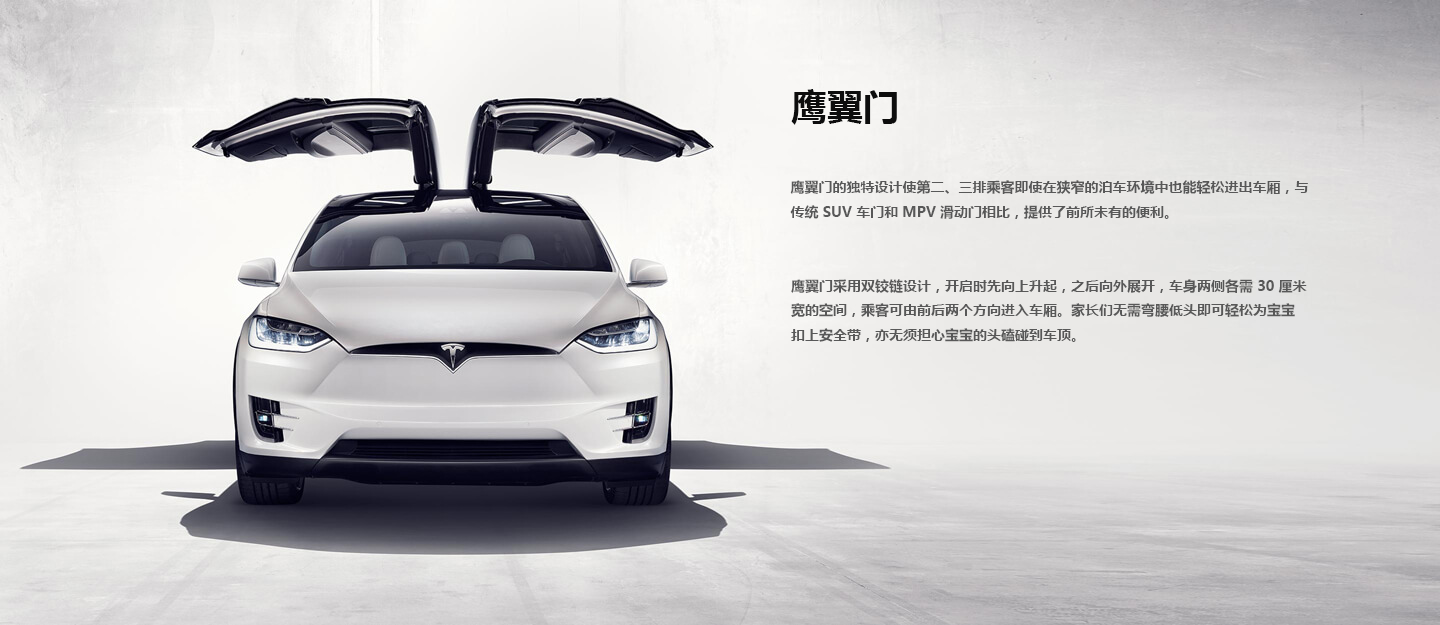 鹰翼门
鹰翼门的独特设计使第二、三排乘客即使在狭窄的泊车环境中也能轻松进出车厢，与
传统 SUV 车门和 MPV 滑动门相比，提供了前所未有的便利。
鹰翼门采用双铰链设计，开启时先向上升起，之后向外展开，车身两侧各需 30 厘米
宽的空间，乘客可由前后两个方向进入车厢。家长们无需弯腰低头即可轻松为宝宝
扣上安全带，亦无须担心宝宝的头磕碰到车顶。